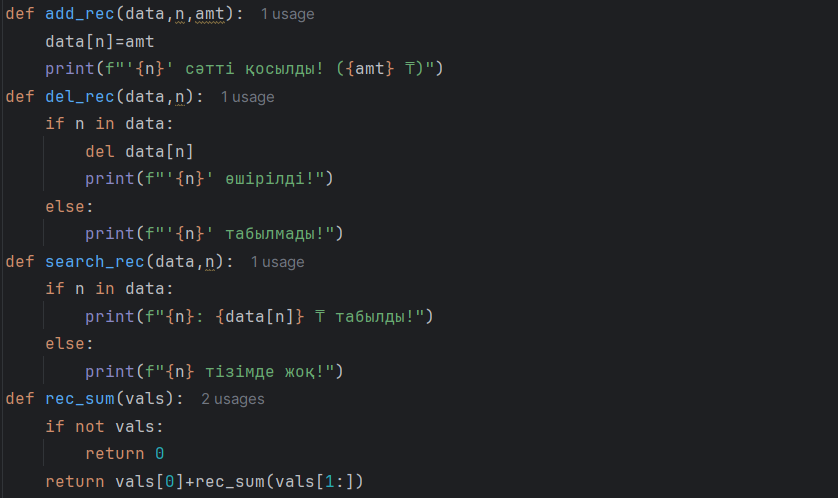 def add_rec(data,n,amt): 1 usage
    data[n]=amt
    print(f"'{n}' сәтті қосылды! ({amt} ₸)")
def del_rec(data,n): 1 usage
    if n in data:
        del data[n]
        print(f"'{n}' өшірілді!")
    else:
        print(f"'{n}' табылмады!")
def search_rec(data,n): 1 usage
    if n in data:
        print(f"{n}: {data[n]} ₸ табылды!")
    else:
        print(f"{n} тізімде жоқ!")
def rec_sum(vals): 2 usages
    if not vals:
        return 0
    return vals[0]+rec_sum(vals[1:])